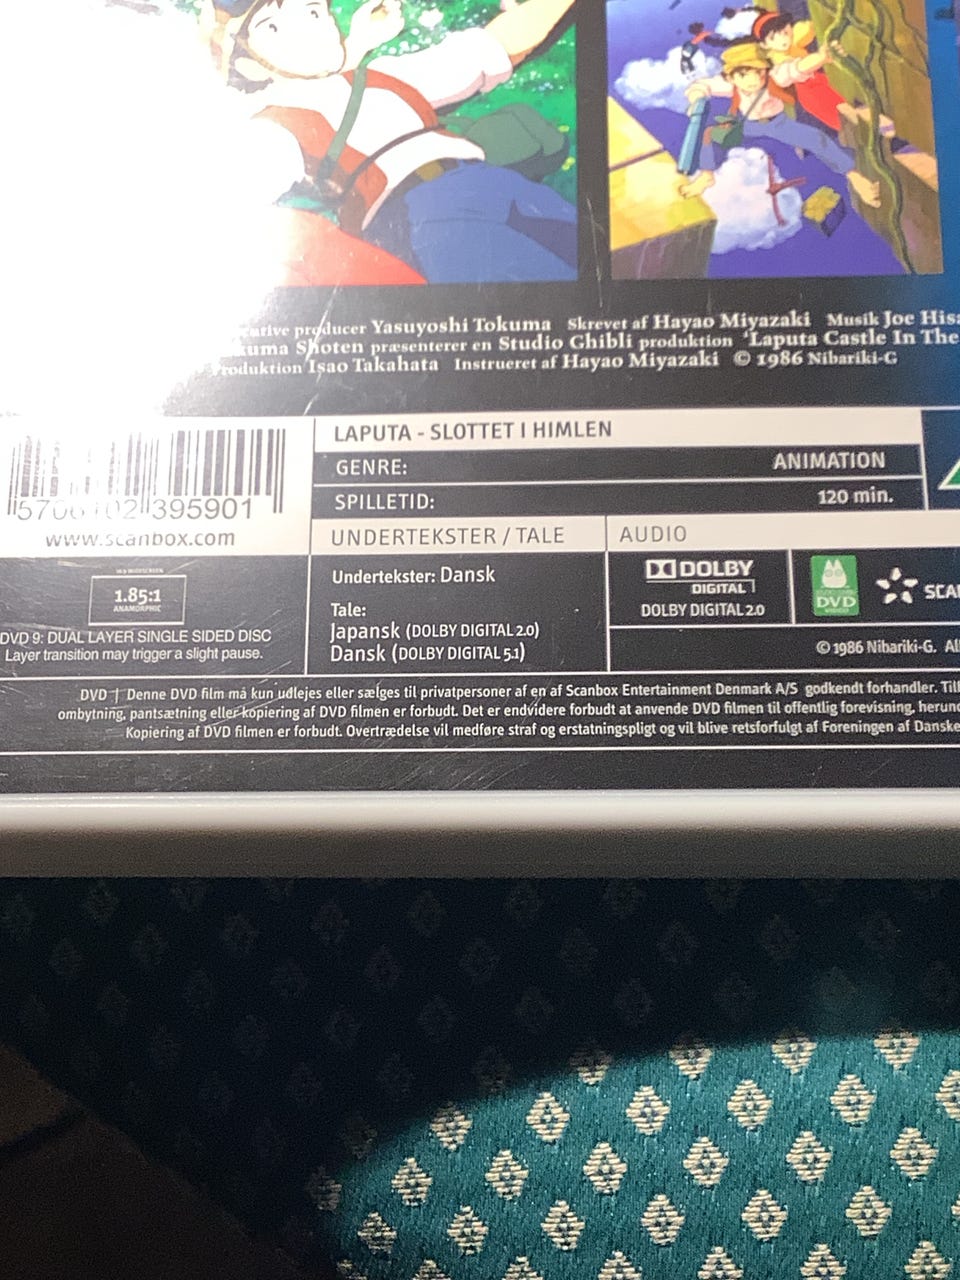 producer Yasuyoshi Tokuma Skrevet af Hayao Miyazaki Musik Joe
Shoten præsenterer en Studio Ghibli produktion 'Laputa Castle In The
Produktion Isao Takahata Instrueret af Hayao Miyazaki © 1986 Nibariki-G
LAPUTA - SLOTTET I HIMLEN
GENRE: ANIMATION
SPILLETID: 120 min.
395901
www.scanbox.com
UNDERTEKSTER / TALE
AUDIO
16:9 WIDESCREEN
1.85:1
ANAMORPHIC
DVD 9: DUAL LAYER SINGLE SIDED DISC
Layer transition may trigger a slight pause.
Undertekster: Dansk
Tale:
Japansk (DOLBY DIGITAL 2.0)
Dansk (DOLBY DIGITAL 5.1)
DOLBY
DIGITAL
DOLBY DIGITAL 2.0
DVD
© 1986 Nibariki-G.
DVD | Denne DVD film må kun udlejes eller sælges til privatpersoner af en af Scanbox Entertainment Denmark A/S godkendt forhandler.
ombytning, pantsætning eller kopiering af DVD filmen er forbudt. Det er endvidere forbudt at anvende DVD filmen til offentlig forevisning,
Kopiering af DVD filmen er forbudt. Overtrædelse vil medføre straf og erstatningspligt og vil blive retsforfulgt af Foreningen af Danske